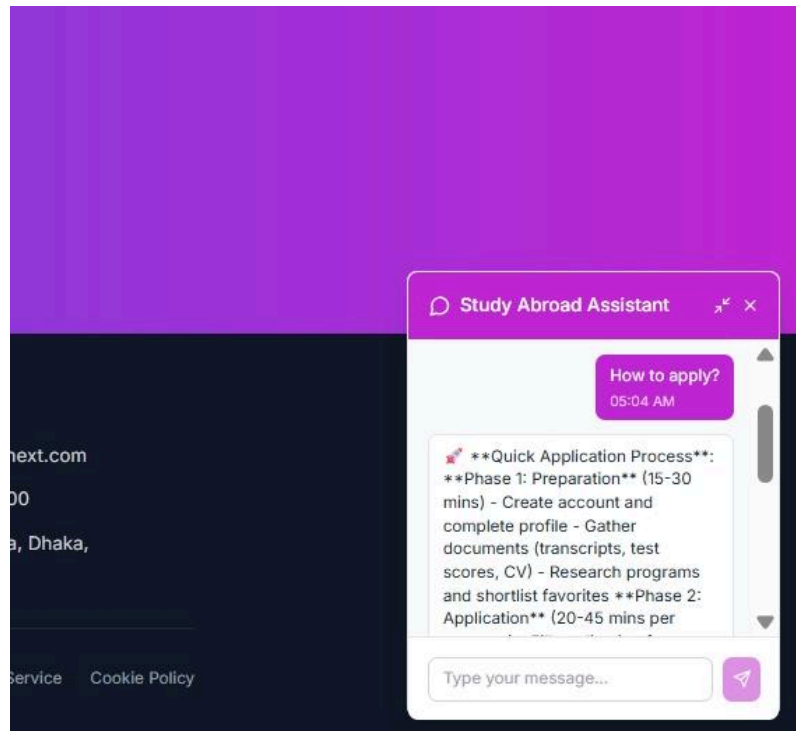 Study Abroad Assistant
How to apply?
05:04 AM
🚀 **Quick Application Process**:
**Phase 1: Preparation** (15-30
mins) - Create account and
complete profile - Gather
documents (transcripts, test
scores, CV) - Research programs
and shortlist favorites **Phase 2:
Application** (20-45 mins per
Type your message...
next.com
00
a, Dhaka,
Service Cookie Policy